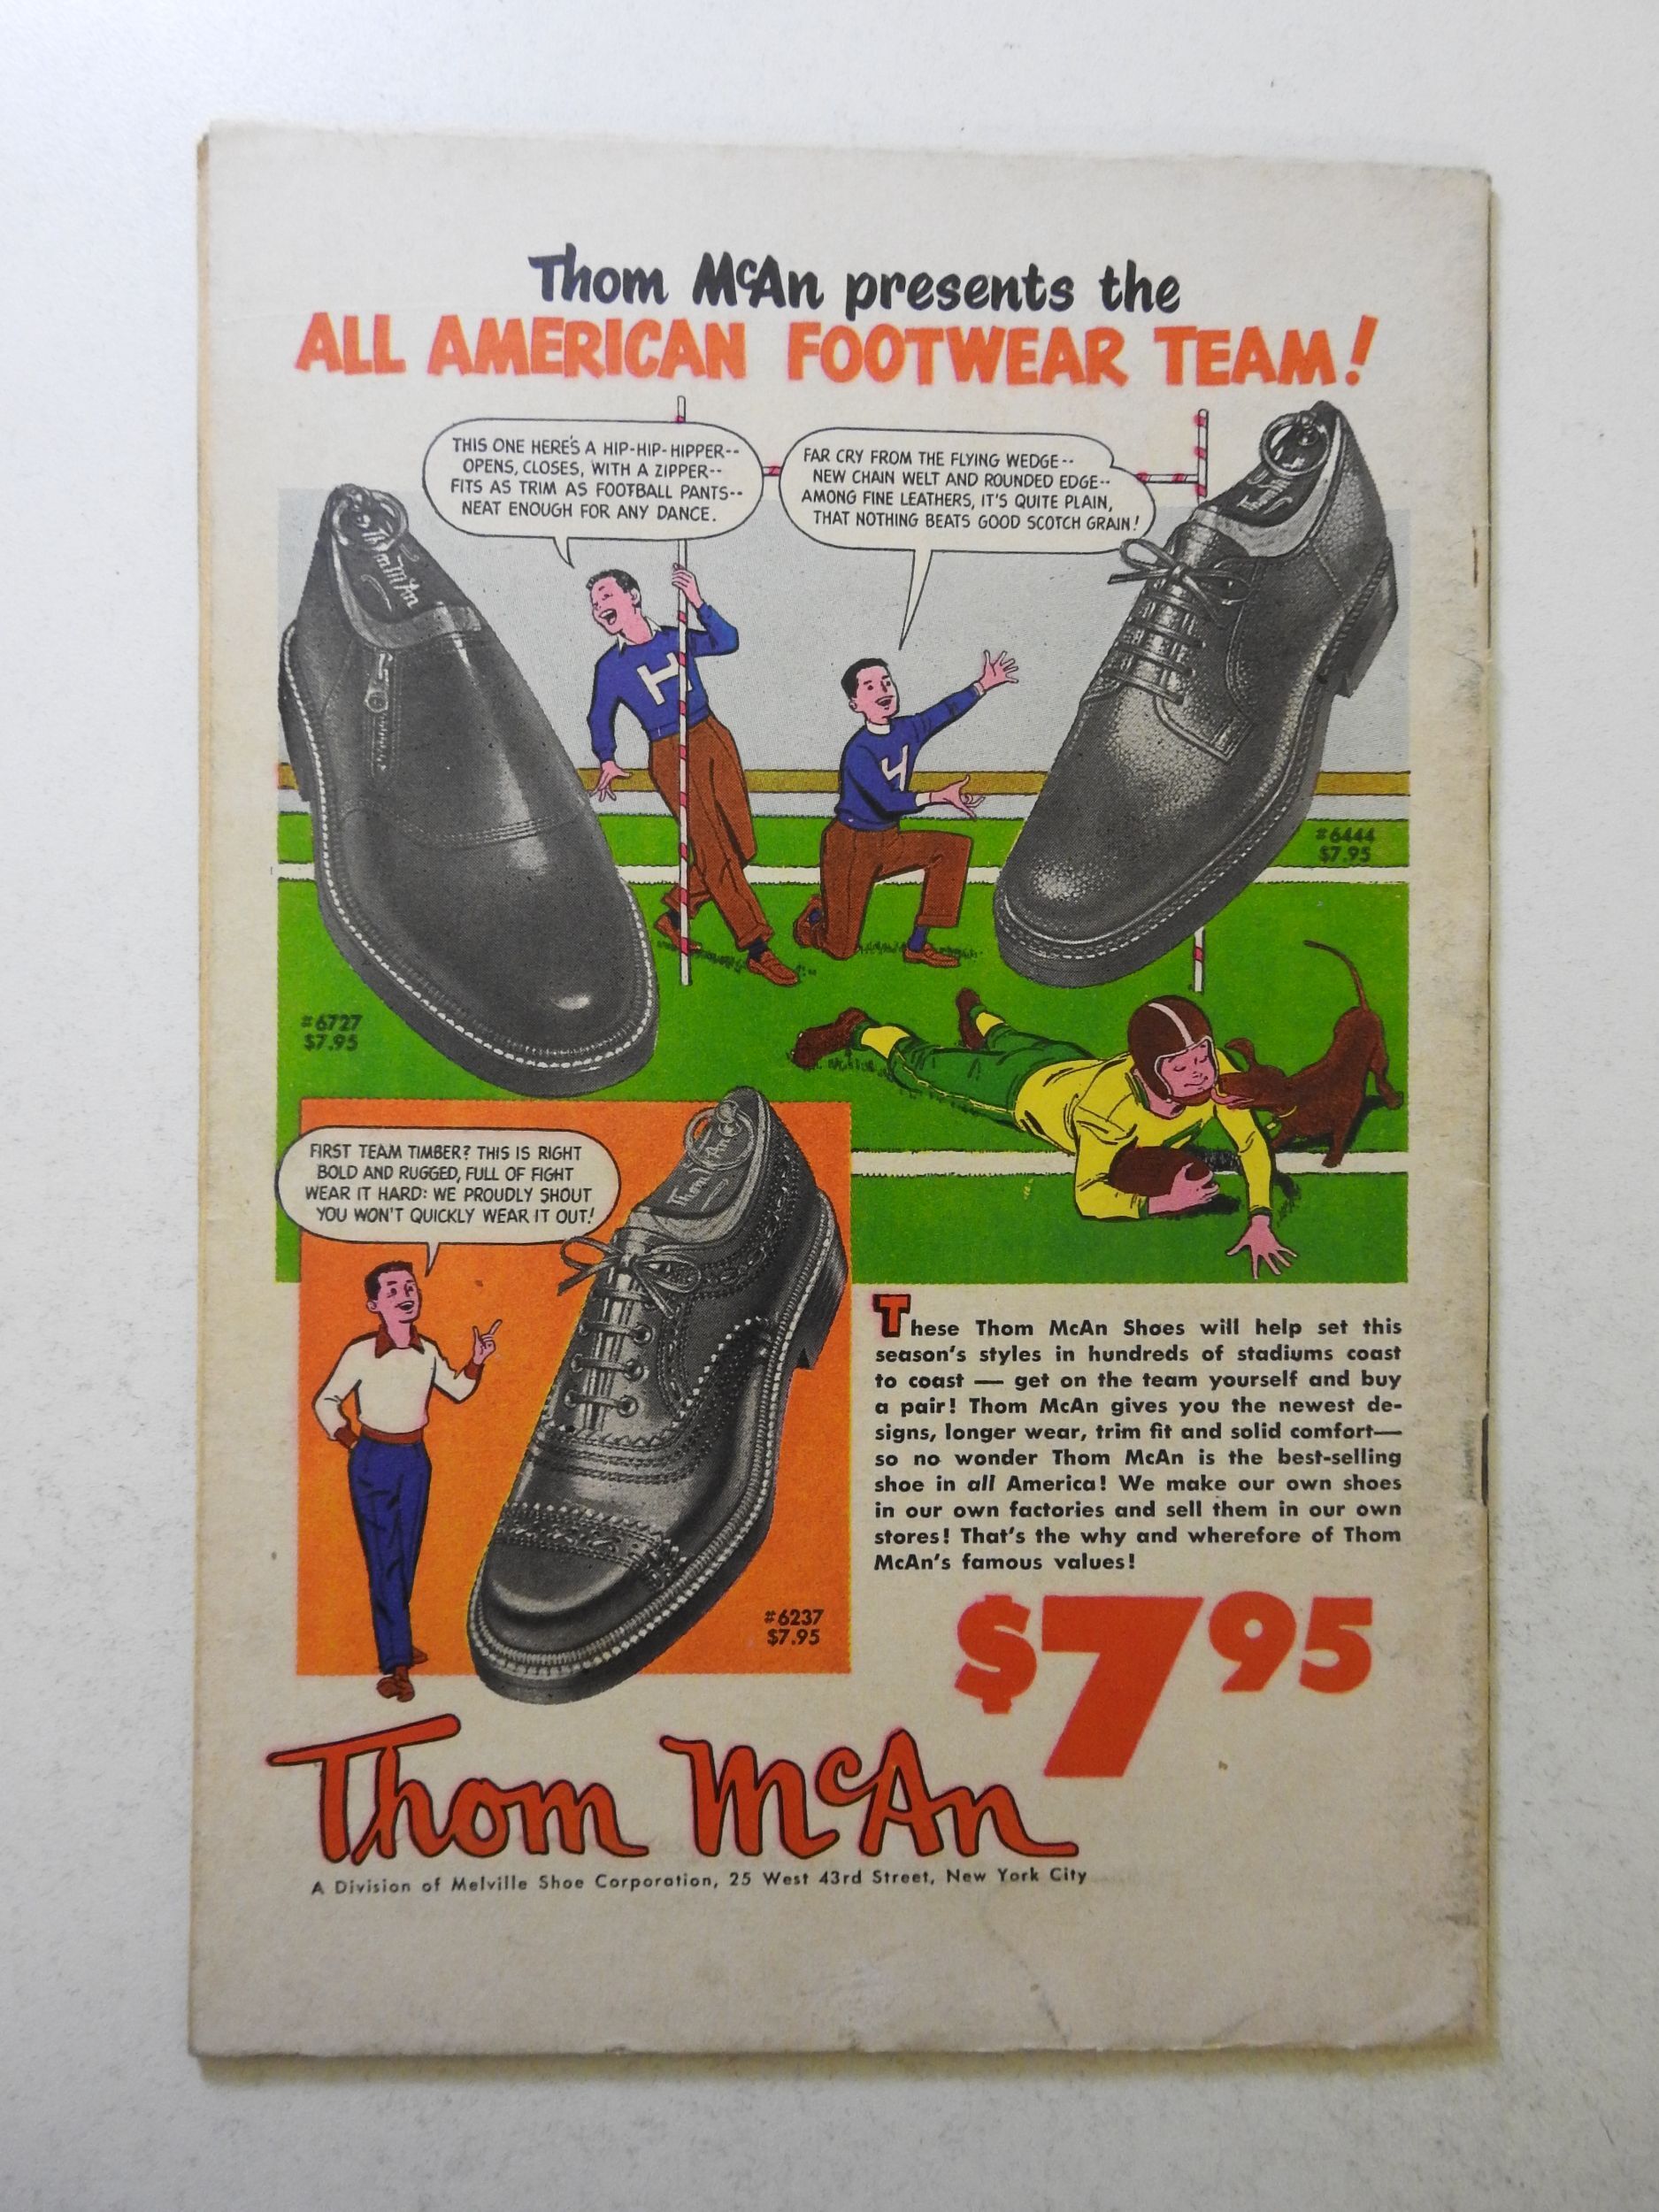 Thom McAn presents the
ALL AMERICAN FOOTWEAR TEAM!
THIS ONE HERE'S A HIP-HIP-HIPPER--
OPENS, CLOSES, WITH A ZIPPER--
FITS AS TRIM AS FOOTBALL PANTS--
NEAT ENOUGH FOR ANY DANCE.
FAR CRY FROM THE FLYING WEDGE--
NEW CHAIN WELT AND ROUNDED EDGE--
AMONG FINE LEATHERS, IT'S QUITE PLAIN,
THAT NOTHING BEATS GOOD SCOTCH GRAIN!
Thom McAn
Thom
H
H
#6444
$7.95
#6727
$7.95
FIRST TEAM TIMBER? THIS IS RIGHT
BOLD AND RUGGED, FULL OF FIGHT
WEAR IT HARD: WE PROUDLY SHOUT
YOU WON'T QUICKLY WEAR IT OUT!
Thom McAn
#6237
$7.95
These Thom McAn Shoes will help set this
season's styles in hundreds of stadiums coast
to coast — get on the team yourself and buy
a pair! Thom McAn gives you the newest de-
signs, longer wear, trim fit and solid comfort—
so no wonder Thom McAn is the best-selling
shoe in all America! We make our own shoes
in our own factories and sell them in our own
stores! That's the why and wherefore of Thom
McAn's famous values!
$7 95
Thom McAn
A Division of Melville Shoe Corporation, 25 West 43rd Street, New York City